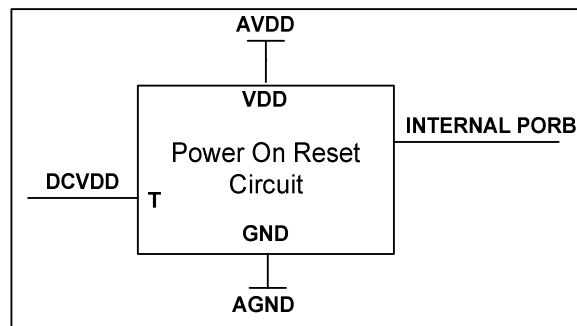 AVDD
VDD
INTERNAL PORB
Power On Reset
Circuit
DCVDD
T
GND
AGND